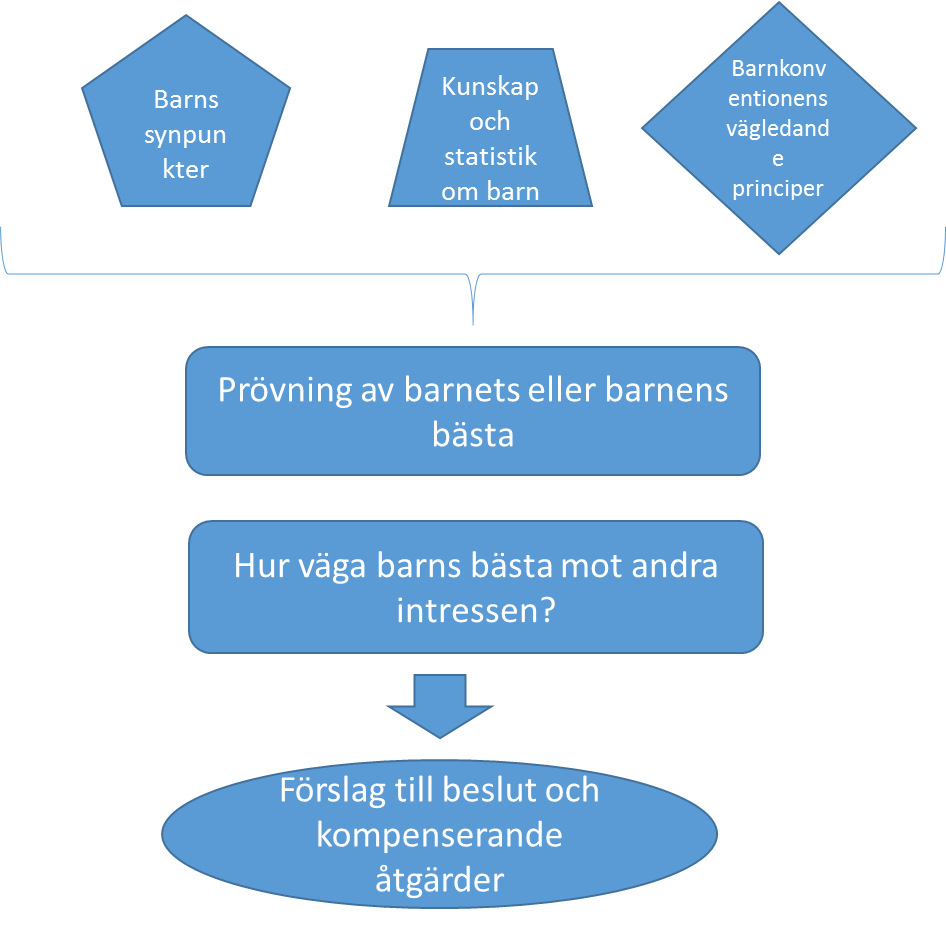 Barns
synpun
kter
Kunskap
och
statistik
om barn
Barnkonv
entionens
vägledand
e
principer
Prövning av barnets eller barnens
bästa
Hur väga barns bästa mot andra
intressen?
Förslag till beslut och
kompenserande
åtgärder